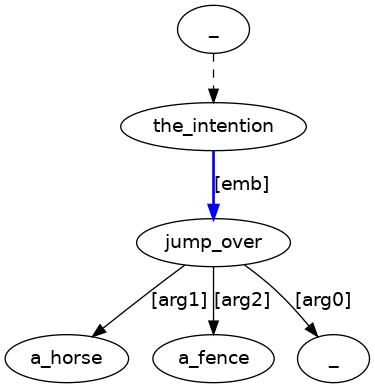 _
the_intention
[emb]
jump_over
[arg1] [arg2] [arg0]
a_horse a_fence _